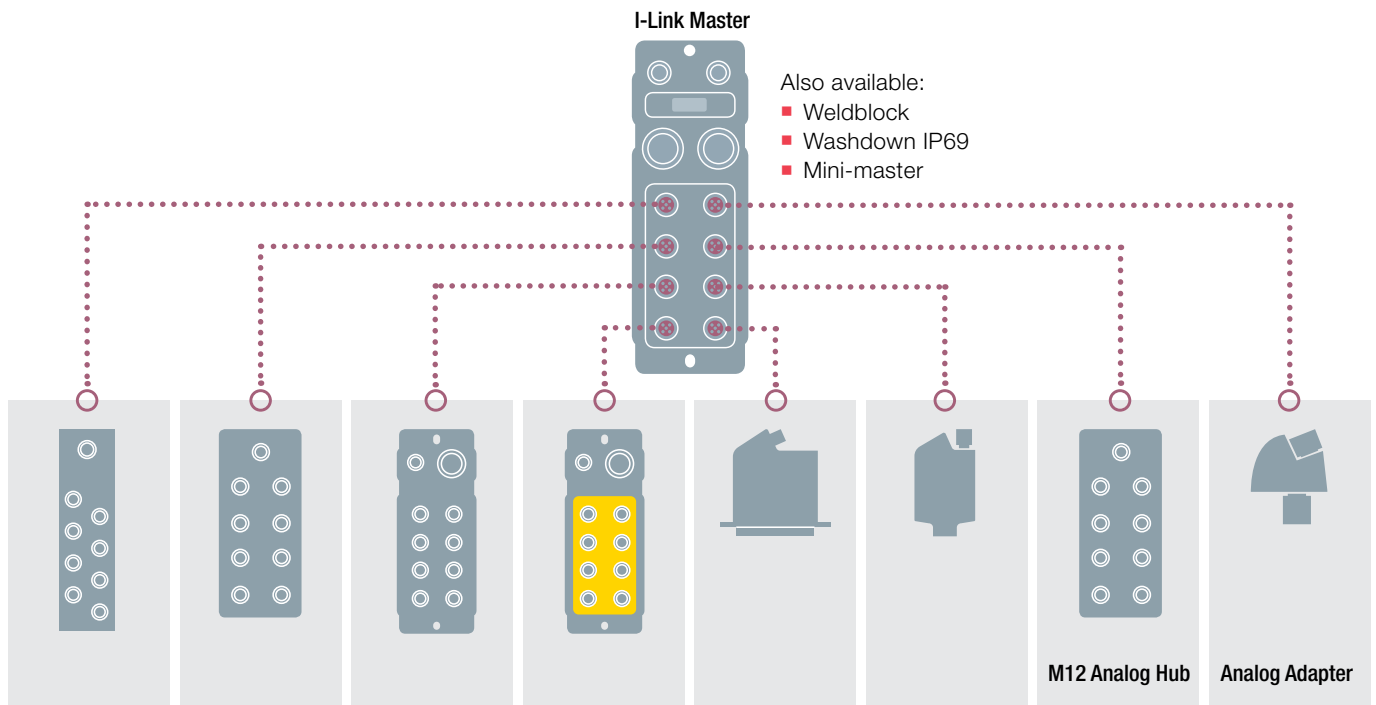 I-Link Master
Also available:
Weldblock
Washdown IP69
Mini-master
M12 Analog Hub
Analog Adapter